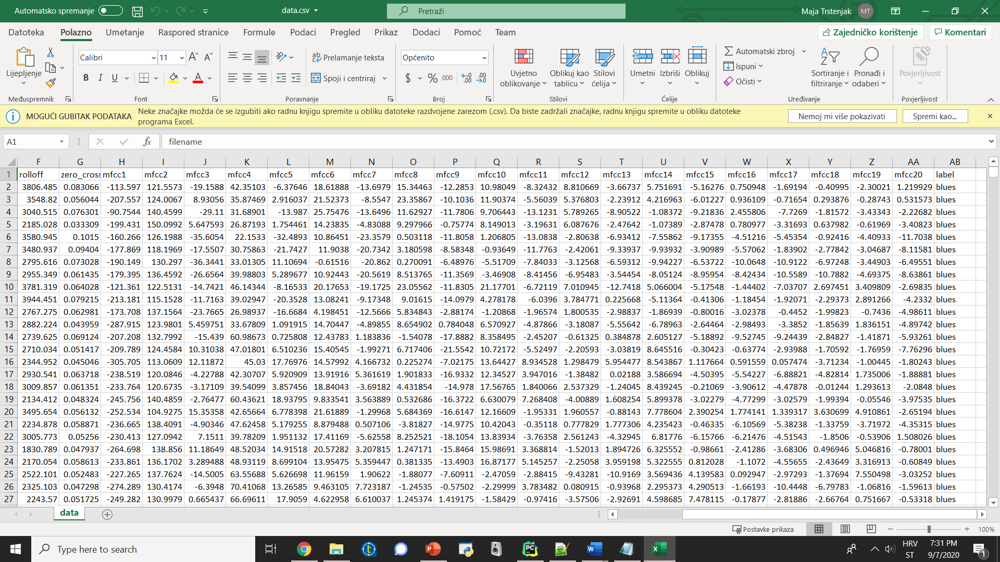 Automatsko spremanje data.csv Pretraži Maja Trstenjak MT
Datoteka Polazno Umetanje Raspored stranice Formule Podaci Pregled Prikaz Dodaci Pomoć Team Zajedničko korištenje Komentari
Calibri 11 Prelamanje teksta Općenito Automatski zbroj
Lijepljenje Uvjetno oblikovanje Oblikuj kao tablicu Stilovi ćelija Umetni Izbriši Oblikuj Ispuni Sortiranje i filtriranje Pronađi i odaberi Povjerljivost
B I U Spoji i centriraj $ % 000 Očisti
Međuspremnik Font Poravnanje Broj Stilovi Ćelije Uređivanje Povjerljivost
MOGUĆI GUBITAK PODATAKA Neke značajke možda će se izgubiti ako radnu knjigu spremite u obliku datoteke razdvojene zarezom (.csv). Da biste zadržali značajke, radnu knjigu spremite u obliku datoteke
programa Excel. Nemoj mi više pokazivati Spremi kao...
A1 fx filename
F G H I J K L M N O P Q R S T U V W X Y Z AA AB
1 rolloff zero_cross mfcc1 mfcc2 mfcc3 mfcc4 mfcc5 mfcc6 mfcc7 mfcc8 mfcc9 mfcc10 mfcc11 mfcc12 mfcc13 mfcc14 mfcc15 mfcc16 mfcc17 mfcc18 mfcc19 mfcc20 label
2 3806.485 0.083066 -113.597 121.5573 -19.1588 42.35103 -6.37646 18.61888 -13.6979 15.34463 -12.2853 10.98049 -8.32432 8.810669 -3.66737 5.751691 -5.16276 0.750948 -1.69194 -0.40995 -2.30021 1.219929 blues
3 3548.82 0.056044 -207.557 124.0067 8.93056 35.87469 2.916037 21.52373 -8.5547 23.35867 -10.1036 11.90374 -5.56039 5.376803 -2.23912 4.216963 -6.01227 0.936109 -0.71654 0.293876 -0.28743 0.531573 blues
4 3040.515 0.076301 -90.7544 140.4599 -29.11 31.68901 -13.987 25.75476 -13.6496 11.62927 -11.7806 9.706443 -13.1231 5.789265 -8.90522 -1.08372 -9.21836 2.455806 -7.7269 -1.81572 -3.43343 -2.22682 blues
5 2185.028 0.033309 -199.431 150.0992 5.647593 26.87193 1.754461 14.23835 -4.83088 9.297966 -0.75774 8.149013 -3.19631 6.087676 -2.47642 -1.07389 -2.87478 0.780977 -3.31693 0.637982 -0.61969 -3.40823 blues
6 3580.945 0.1015 -160.266 126.1988 -35.6054 22.1533 -32.4893 10.86451 -23.3579 0.503118 -11.8058 1.206805 -13.0838 -2.80638 -6.93412 -7.55862 -9.17355 -4.51216 -5.45354 -0.92416 -4.40933 -11.7038 blues
7 3480.937 0.09404 -177.869 118.1969 -17.5507 30.75863 -21.7427 11.9038 -20.7342 3.180598 -8.58348 -0.93649 -11.7763 -2.42061 -9.33937 -9.93932 -3.90989 -5.57062 -1.83902 -2.77842 -3.04687 -8.11581 blues
8 2795.616 0.073028 -190.149 130.297 -36.3441 33.01305 11.10694 -0.61516 -20.862 0.270091 -6.48976 -5.51709 -7.84033 -3.12568 -6.59312 -9.94227 -6.53722 -10.0648 -10.9122 -6.97248 -3.44903 -6.49551 blues
9 2955.349 0.061435 -179.395 136.4592 -26.6564 39.98803 5.289677 10.92443 -20.5619 8.513765 -11.3569 -3.46908 -8.41456 -6.95483 -3.54454 -8.05124 -8.95954 -8.42434 -10.5589 -10.7882 -4.69375 -8.63861 blues
10 3781.319 0.064028 -121.361 122.5131 -14.7421 46.14344 -8.16533 20.17653 -19.1725 23.05562 -11.8305 21.17701 -6.72119 7.010945 -12.7418 5.066004 -5.17548 -1.44402 -7.03707 2.697451 3.409809 -2.69835 blues
11 3944.451 0.079215 -213.181 115.1528 -11.7163 39.02947 -20.3528 13.08241 -9.17348 9.01615 -14.0979 4.278178 -6.0396 3.784771 0.225668 -5.11364 -0.41306 -1.18454 -1.92071 -2.29373 2.891266 -4.2332 blues
12 2767.275 0.062981 -173.708 137.1564 -23.7665 26.98937 -16.6684 4.198451 -12.5666 5.834843 -2.88174 -1.20868 -1.96574 1.800535 -2.98837 -1.86939 -0.80016 -3.02378 -0.4452 -1.99823 -0.7436 -4.98611 blues
13 2882.224 0.043959 -287.915 123.9801 5.459751 33.67809 1.091915 14.70447 -4.89855 8.654902 0.784048 6.570927 -4.87866 -3.18087 -5.55642 -6.78963 -2.64464 -2.98493 -3.3852 -1.85639 1.836151 -4.89742 blues
14 2739.625 0.069124 -207.208 132.7992 -15.439 60.98673 0.725808 12.43783 1.183836 -1.54078 -17.8882 8.358495 -2.45207 -0.61325 0.384878 2.605127 -5.18892 -9.52745 -9.24439 -2.84827 -1.41871 -5.93261 blues
15 2710.034 0.051417 -209.789 124.4584 10.31038 47.01801 6.510236 15.40545 -1.99271 6.717406 -21.5542 10.72172 -5.52497 -2.20593 -3.03819 8.645516 -0.30423 -0.63774 -2.93988 -1.70592 -1.76959 -7.76296 blues
16 2344.952 0.045046 -305.705 113.0609 12.11872 45.03 17.76976 14.57992 4.166732 0.225274 -7.02175 13.64427 8.934528 1.298479 5.954477 8.543867 1.117664 0.591559 0.057474 -3.71234 -1.00445 -1.80243 blues
17 2930.541 0.063718 -238.519 120.0846 -4.22788 42.30707 5.920909 13.91916 5.361619 1.901833 -16.9332 12.34527 3.947016 -1.38482 0.02188 3.586694 -4.50395 -5.54227 -6.88821 -4.82814 1.735006 -1.88881 blues
18 3009.857 0.061351 -233.764 120.6735 -3.17109 39.54099 3.857456 18.84043 -3.69182 4.431854 -14.978 17.56765 1.840066 2.537329 -1.24045 8.439245 -0.21069 -3.90612 -4.47878 -0.01244 1.293613 -2.0848 blues
19 2134.412 0.048324 -245.756 140.4859 -2.76477 60.43621 18.93795 9.833541 3.563889 0.532686 -16.3722 6.630079 7.268408 -4.00889 1.608254 5.899378 -3.02279 -4.77299 -3.02579 -1.99394 -0.05546 -3.97535 blues
20 3495.654 0.056132 -252.534 104.9275 15.35358 42.65664 6.778398 21.61889 -1.29968 5.684369 -16.6147 12.16609 -1.95331 1.960557 -0.88143 7.778604 2.390254 1.774141 1.339317 3.630699 4.910861 -2.65194 blues
21 2234.878 0.058871 -236.665 138.4091 -4.90346 47.62458 5.179255 8.879488 0.507106 -3.81827 -14.9775 10.42043 -0.35118 0.777829 1.777306 4.235423 -0.46335 -6.10569 -5.38238 -1.33759 -3.71972 -4.35315 blues
22 3005.773 0.05256 -230.413 127.0942 7.1511 39.78209 1.951132 17.41169 -5.62558 8.252521 -18.1054 13.83934 -3.76358 2.561243 -4.32945 6.81776 -6.15766 -6.21476 -4.51543 -1.8506 -0.53906 1.508026 blues
23 1830.789 0.047937 -264.698 138.856 11.18649 48.52034 14.91518 20.57282 3.207815 1.247171 -15.8464 15.98691 3.368814 -1.52013 1.894726 6.325552 -0.98661 -2.41286 -3.68306 0.496946 5.046816 -0.78001 blues
24 2170.054 0.058613 -233.861 136.1702 3.289488 48.93119 8.699104 13.95475 5.359447 0.381335 -13.4903 16.87177 5.145257 -2.25058 3.959198 5.322555 0.812028 -1.1072 -4.55655 -2.43649 3.316913 -0.60849 blues
25 2522.101 0.052483 -227.265 137.7624 -14.5005 63.55688 5.626698 11.96159 1.90622 -1.88077 -7.60911 -2.47059 -2.88415 -9.43281 -10.9169 3.569436 4.139583 0.092947 -2.97293 -1.37694 7.550498 -3.03252 blues
26 2325.103 0.047298 -274.289 130.4174 -6.3948 70.41068 13.26585 9.463105 7.723187 -1.24535 -0.57502 -2.29999 3.783482 0.080915 -0.93968 2.295373 4.290513 -1.66193 -10.4448 -6.79783 -1.06816 -1.59613 blues
27 2243.57 0.051725 -249.282 130.9979 0.665437 66.69611 17.9059 4.622958 6.610037 1.245374 1.419175 -1.58429 -0.97416 -3.57506 -2.92691 4.598685 7.478115 -0.17877 -2.81886 -2.66764 0.751667 -0.53318 blues
data
Postavke prikaza 100%
Type here to search HRV ST 7:31 PM 9/7/2020 1